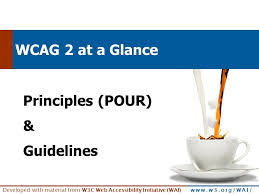 WCAG 2 at a Glance
Principles (POUR)
&
Guidelines
Developed with material from W3C Web Accessibility Initiative (WAI) www.w3.org/WAI/